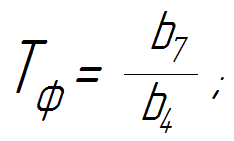 Tф = b7/b4 ;